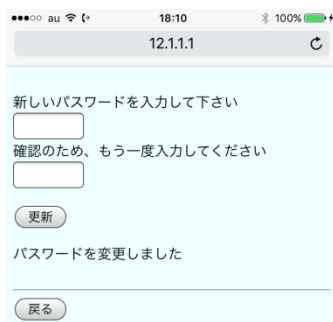 au 18:10 100%
12.1.1.1
新しいパスワードを入力して下さい
確認のため、もう一度入力してください
更新
パスワードを変更しました
戻る